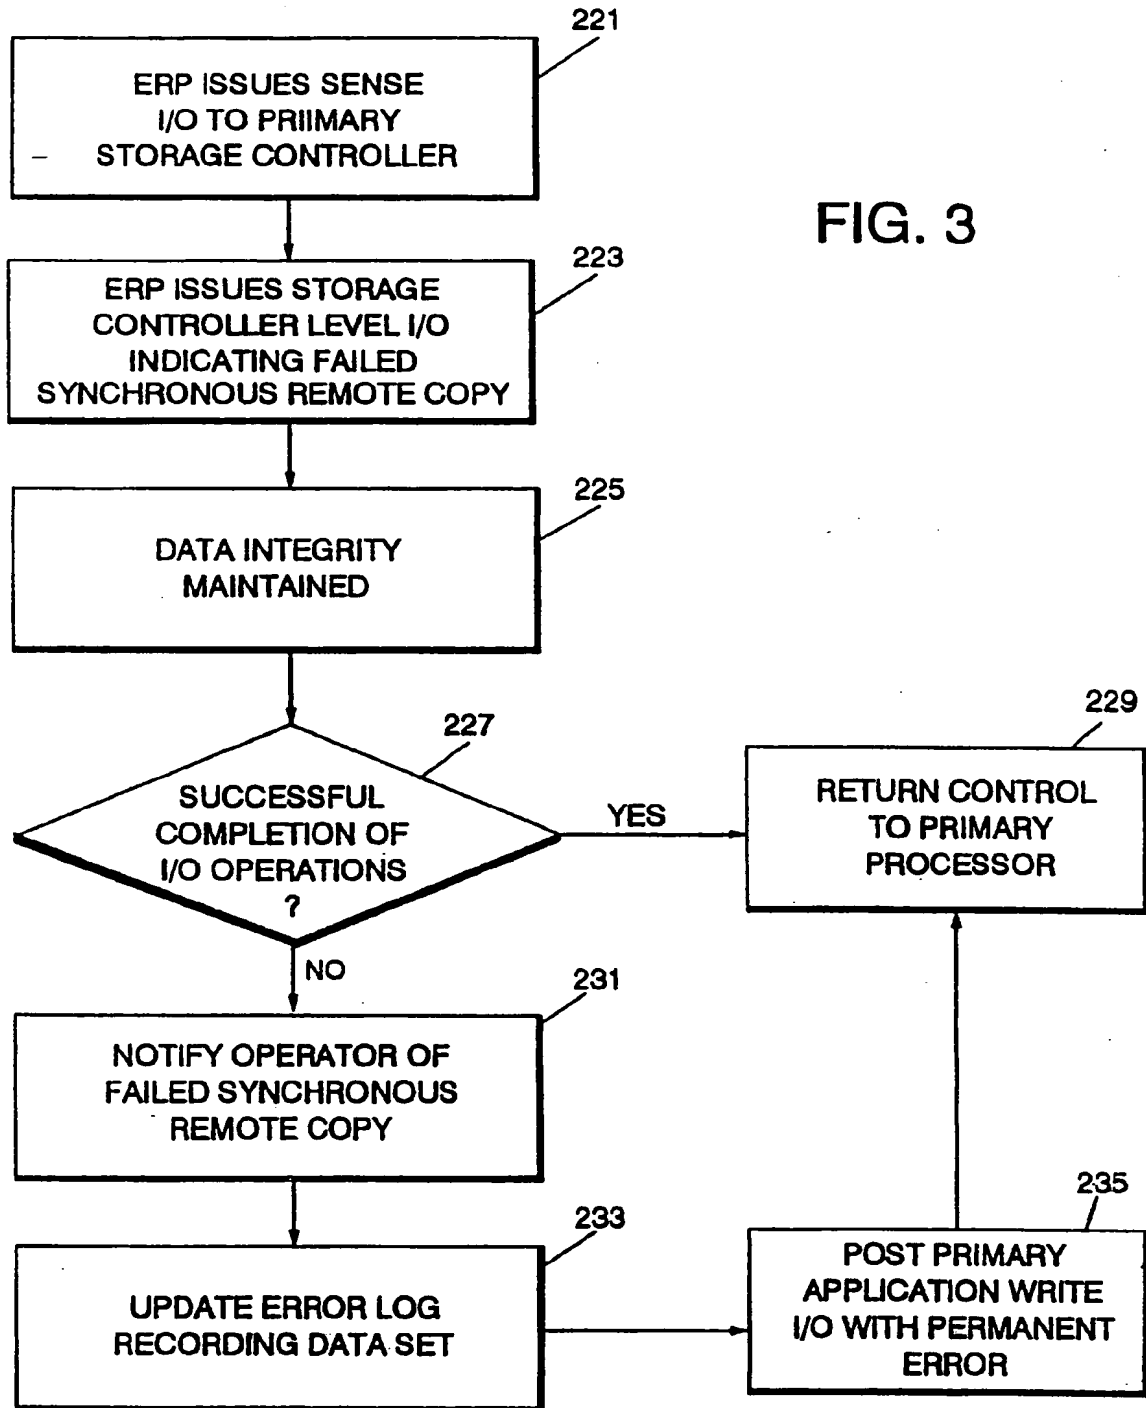 221
ERP ISSUES SENSE
I/O TO PRIIMARY
STORAGE CONTROLLER
FIG. 3
223
ERP ISSUES STORAGE
CONTROLLER LEVEL I/O
INDICATING FAILED
SYNCHRONOUS REMOTE COPY
225
DATA INTEGRITY
MAINTAINED
227
SUCCESSFUL
COMPLETION OF
I/O OPERATIONS
?
YES
229
RETURN CONTROL
TO PRIMARY
PROCESSOR
NO
231
NOTIFY OPERATOR OF
FAILED SYNCHRONOUS
REMOTE COPY
233
UPDATE ERROR LOG
RECORDING DATA SET
235
POST PRIMARY
APPLICATION WRITE
I/O WITH PERMANENT
ERROR